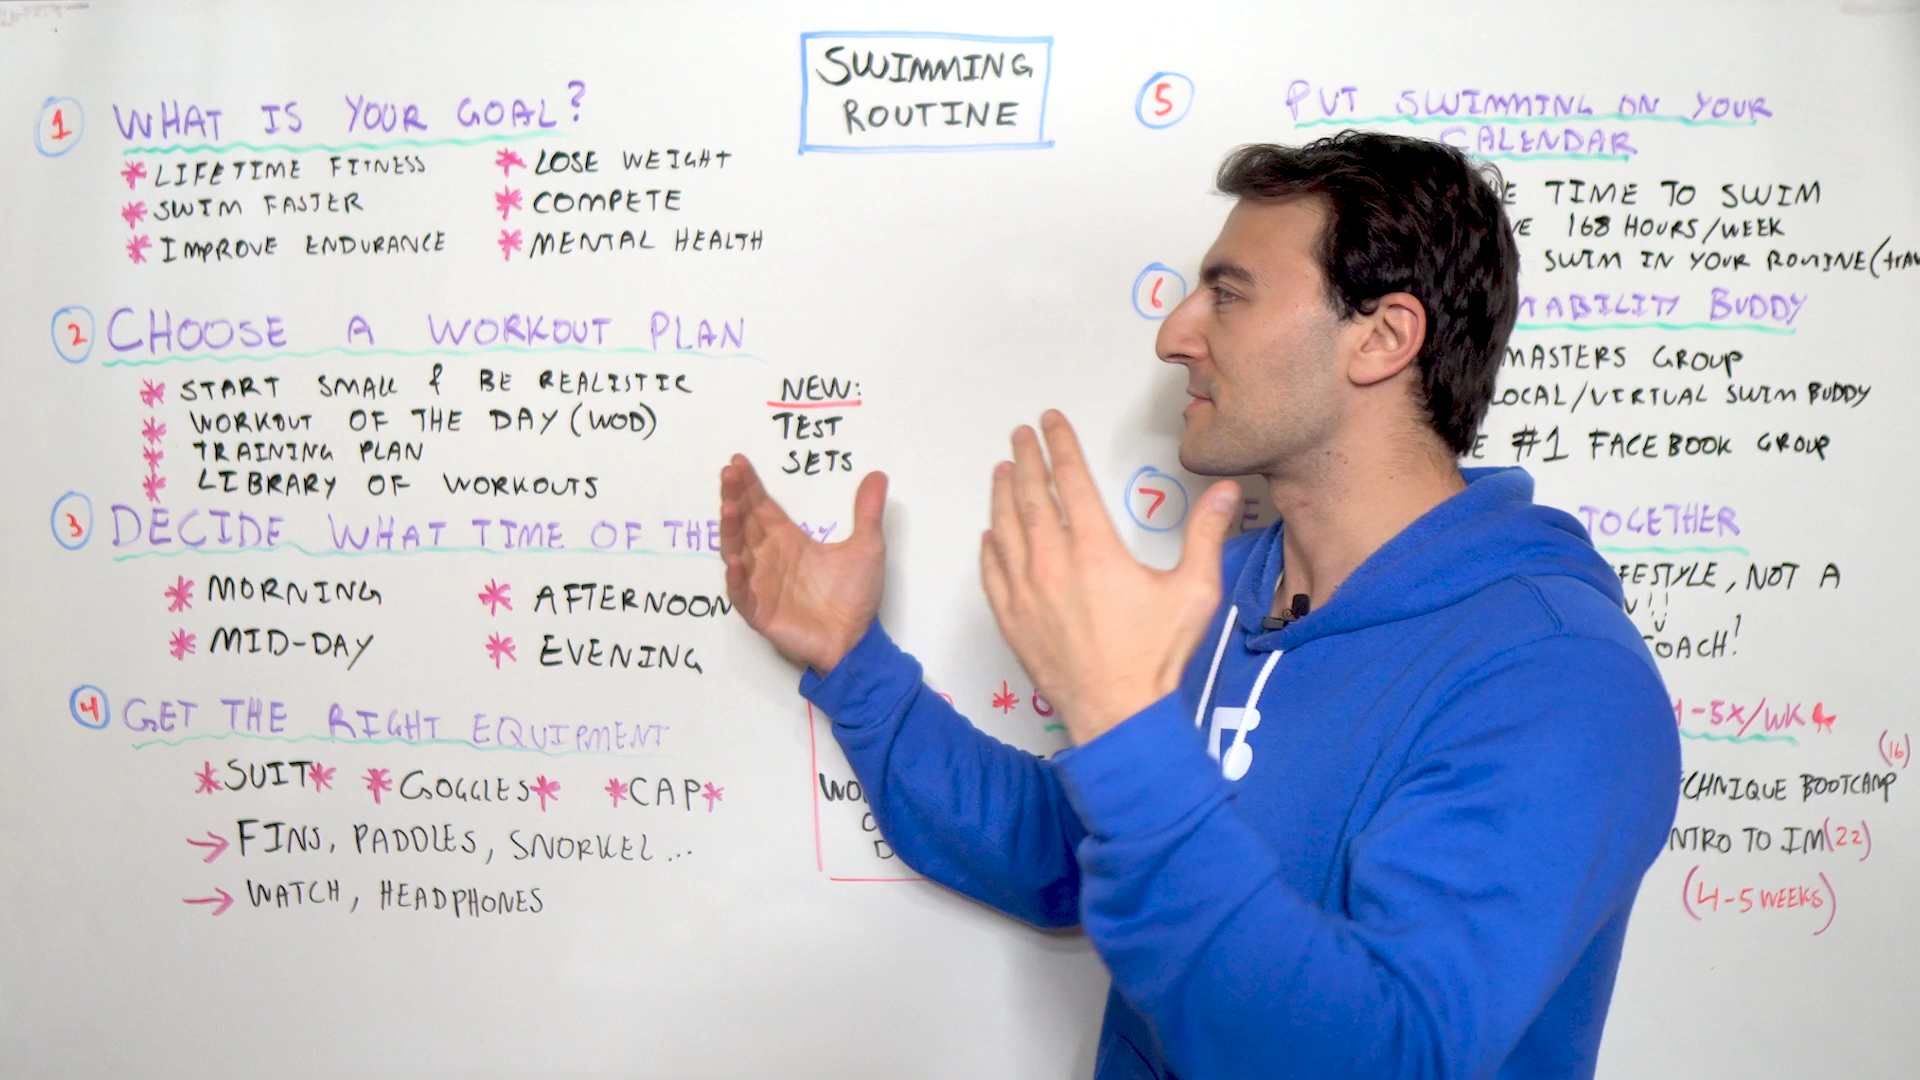 SWIMMING
ROUTINE
1 WHAT IS YOUR GOAL?
* LIFETIME FITNESS
* SWIM FASTER
* IMPROVE ENDURANCE
* LOSE WEIGHT
* COMPETE
* MENTAL HEALTH
2 CHOOSE A WORKOUT PLAN
* START SMALL & BE REALISTIC
* WORKOUT OF THE DAY (WOD)
* TRAINING PLAN
* LIBRARY OF WORKOUTS
NEW:
TEST
SETS
3 DECIDE WHAT TIME OF THE
* MORNING
* MID-DAY
* AFTERNOON
* EVENING
4 GET THE RIGHT EQUIPMENT
*SUIT* *GOGGLES* *CAP*
→ FINS, PADDLES, SNORKEL...
→ WATCH, HEADPHONES
5 PUT SWIMMING ON YOUR
CALENDAR
TIME TO SWIM
168 HOURS/WEEK
SWIM IN YOUR ROUTINE (
6
BUDDY
MASTERS GROUP
LOCAL/VIRTUAL SWIM BUDDY
#1 FACEBOOK GROUP
7
TOGETHER
, NOT A
-5X/WK
(16)
BOOTCAMP
TO IM (22)
(4-5 WEEKS)